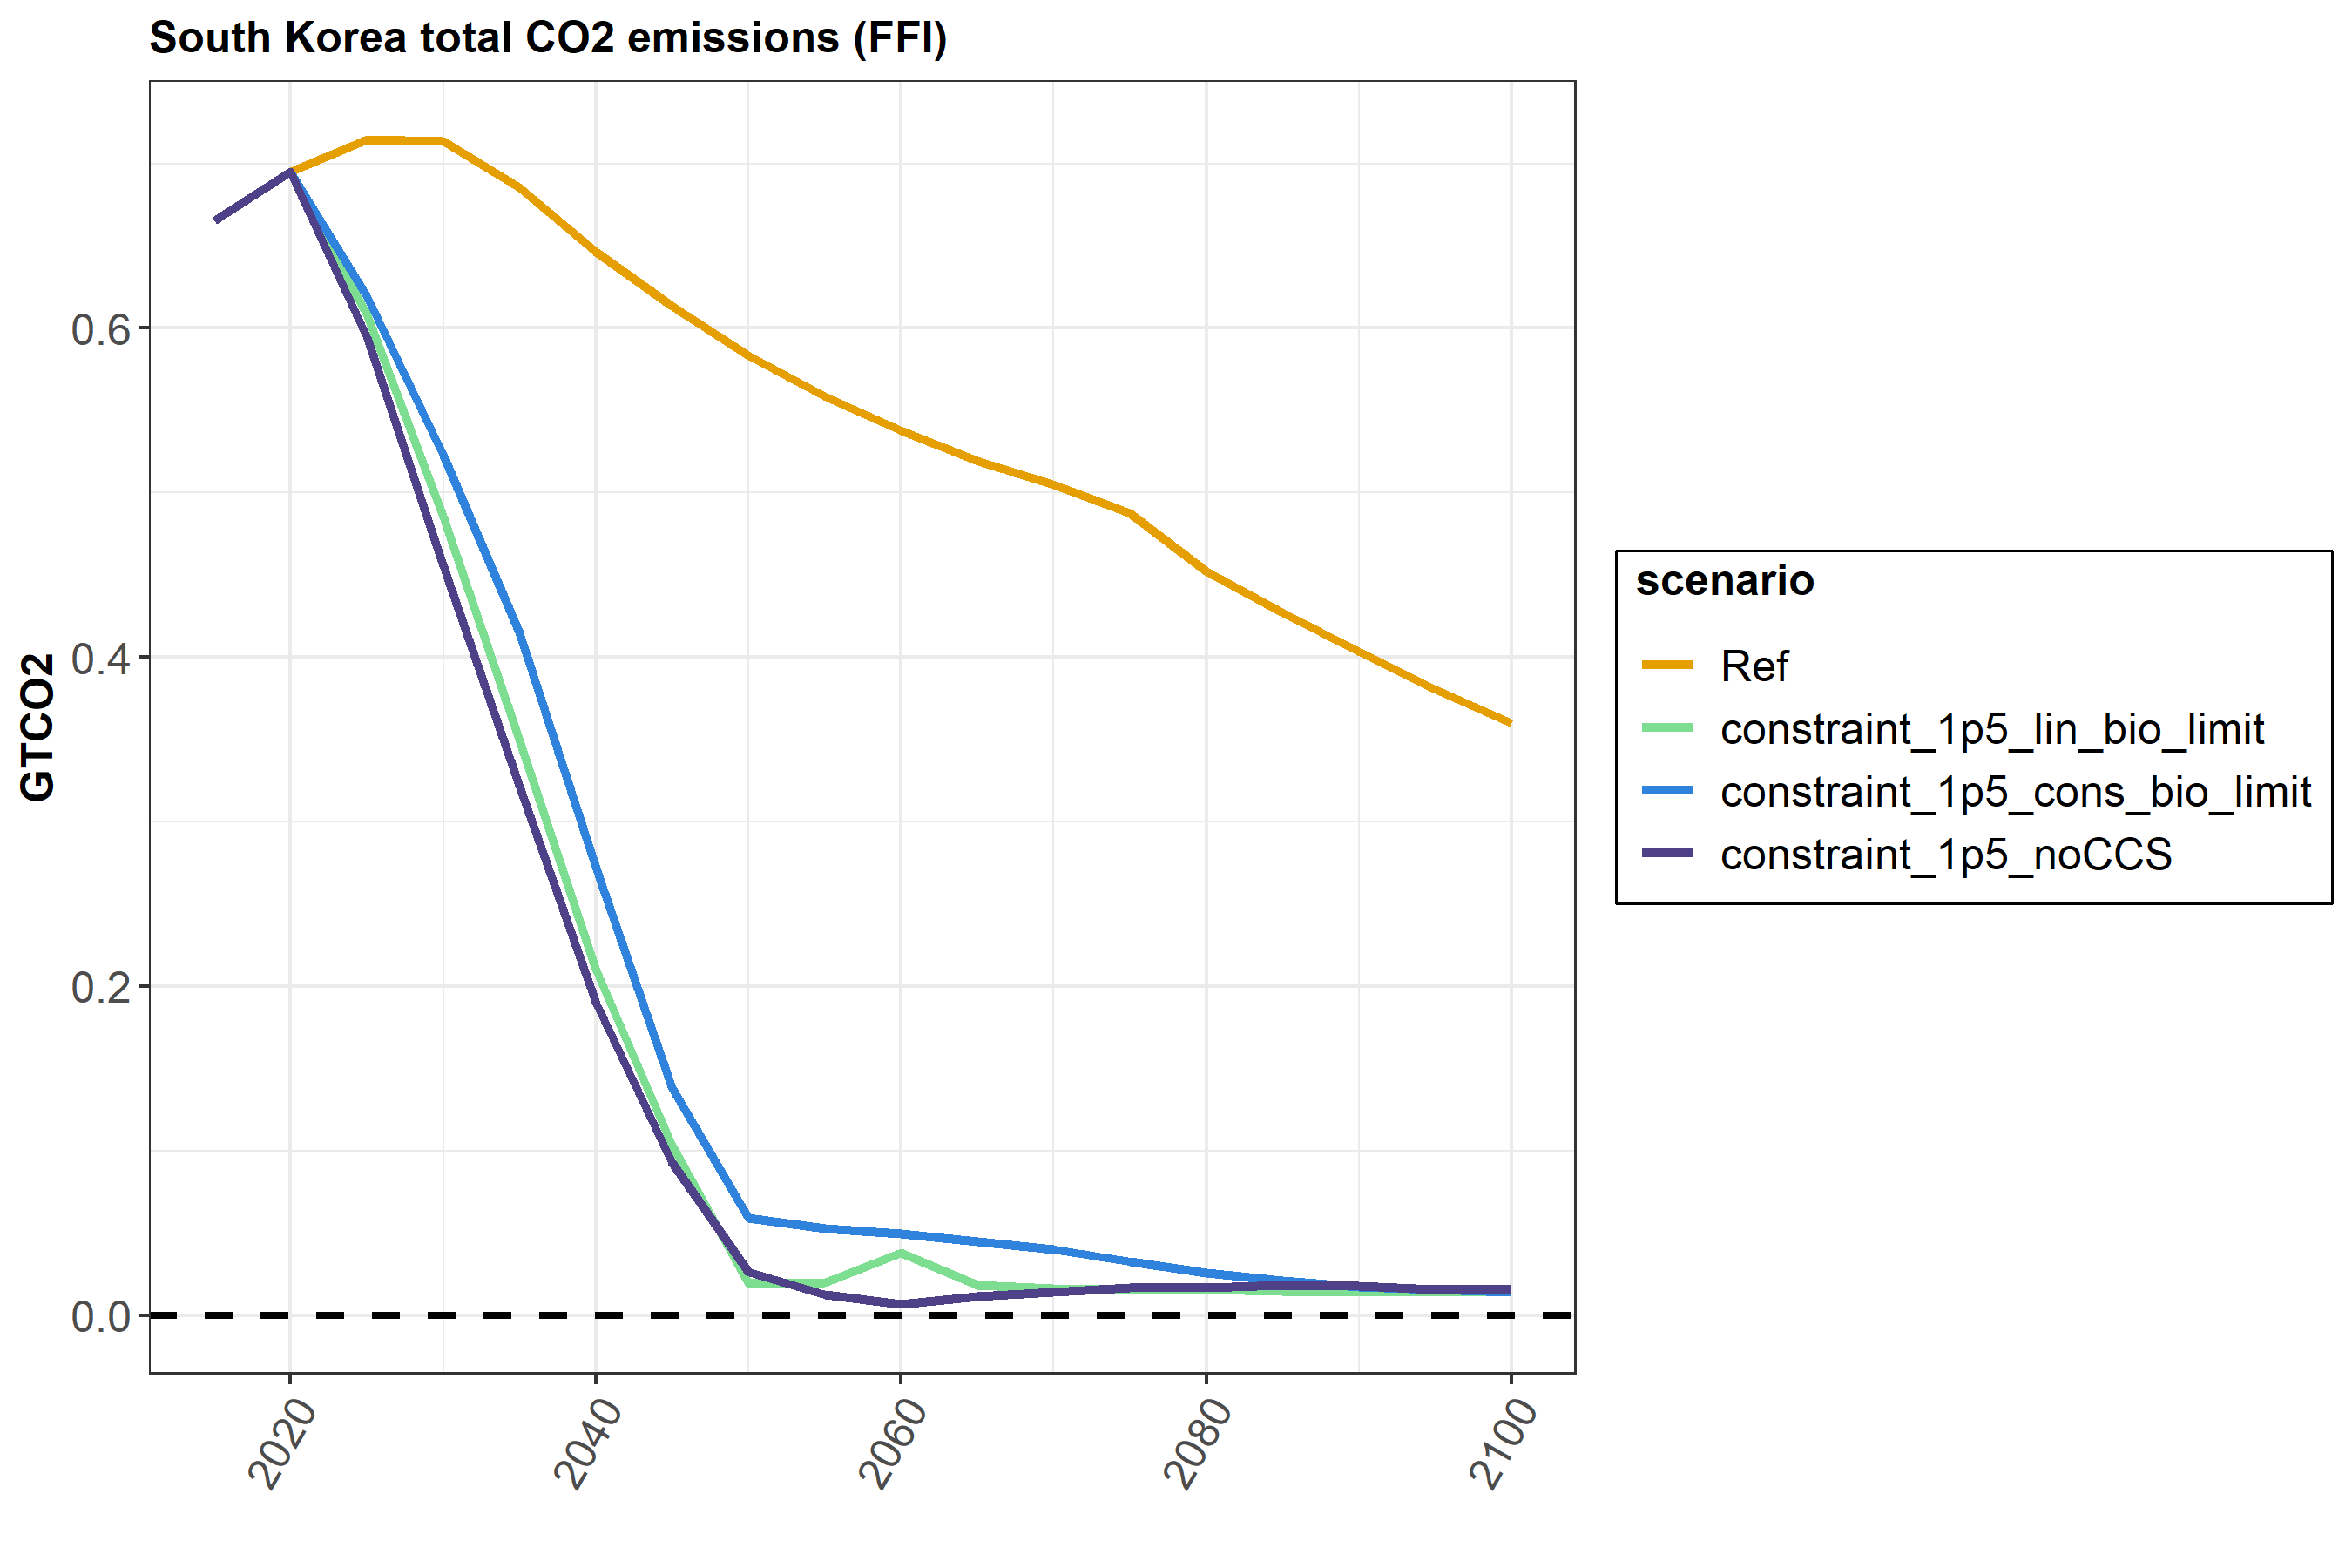 South Korea total CO2 emissions (FFI)
GTCO2
0.6
0.4
0.2
0.0
2020
2040
2060
2080
2100
scenario
Ref
constraint_1p5_lin_bio_limit
constraint_1p5_cons_bio_limit
constraint_1p5_noCCS